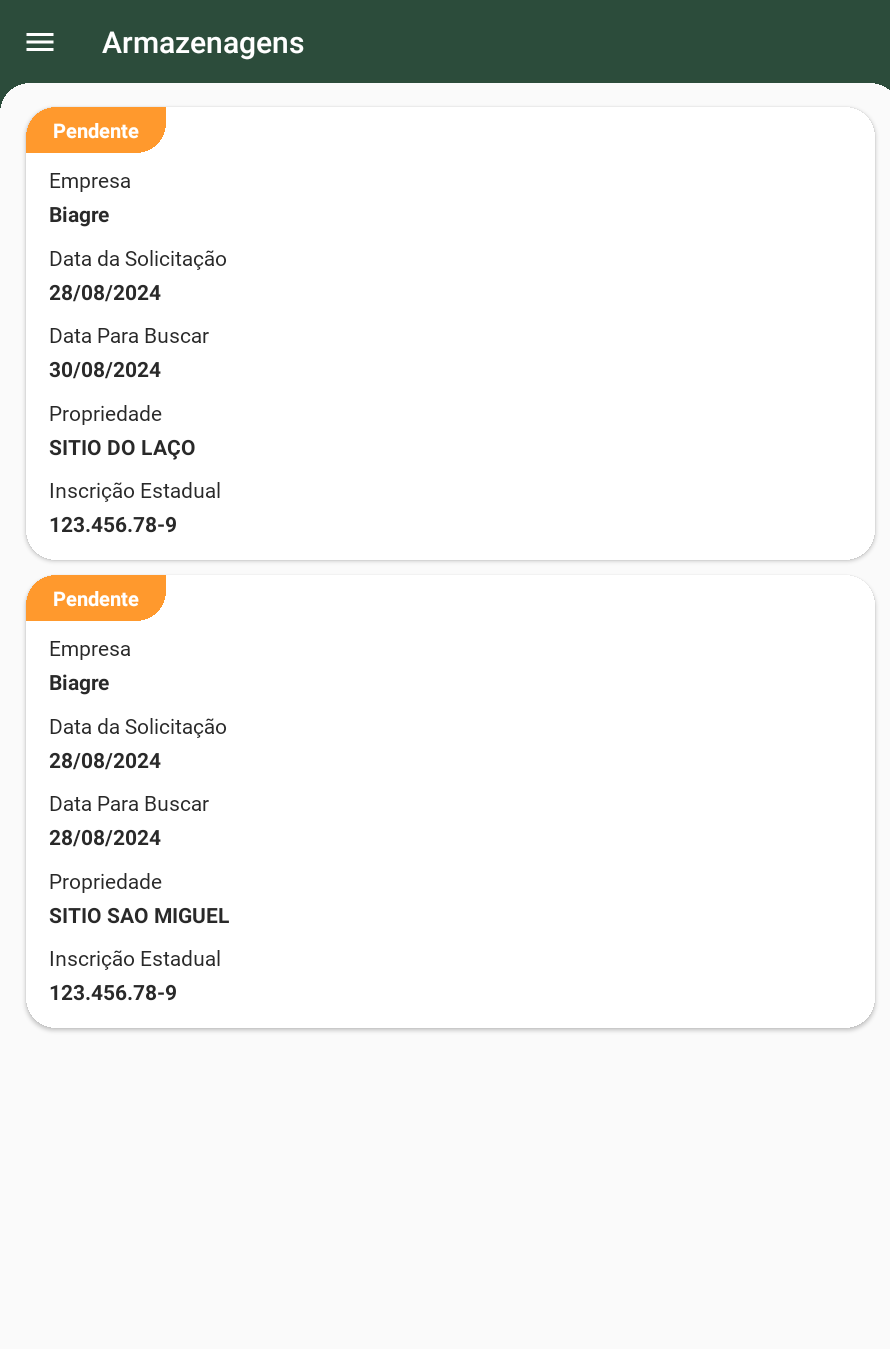 Armazenagens
Pendente
Empresa
Biagre
Data da Solicitação
28/08/2024
Data Para Buscar
30/08/2024
Propriedade
SITIO DO LAÇO
Inscrição Estadual
123.456.78-9
Pendente
Empresa
Biagre
Data da Solicitação
28/08/2024
Data Para Buscar
28/08/2024
Propriedade
SITIO SAO MIGUEL
Inscrição Estadual
123.456.78-9